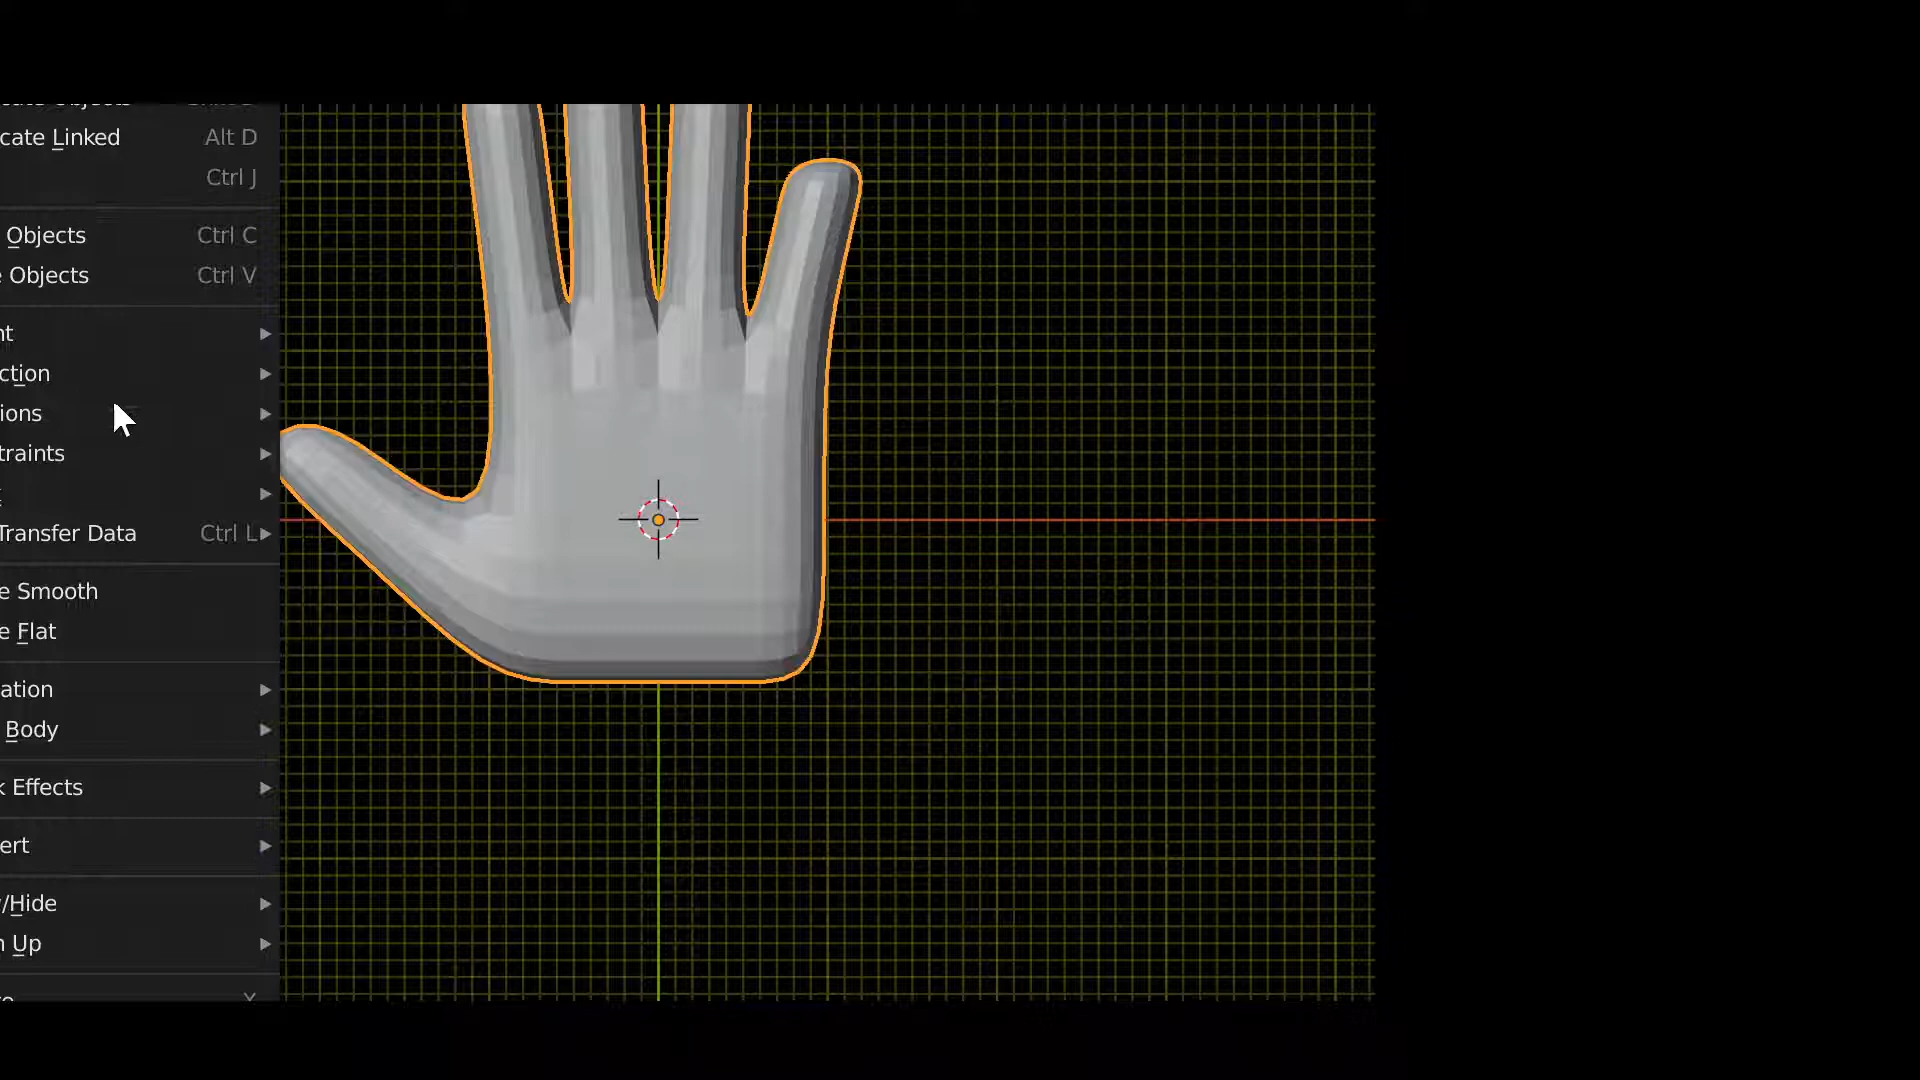 cate Linked Alt D
Ctrl J
Objects Ctrl C
Objects Ctrl V
nt
ction
ions
traints
Transfer Data Ctrl L
e Smooth
e Flat
ation
Body
k Effects
ert
/Hide
n Up